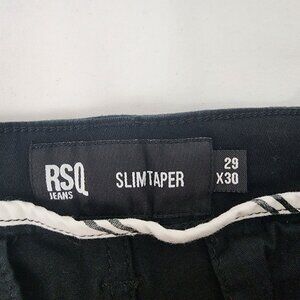 RSQ
JEANS
SLIMTAPER
29
X30